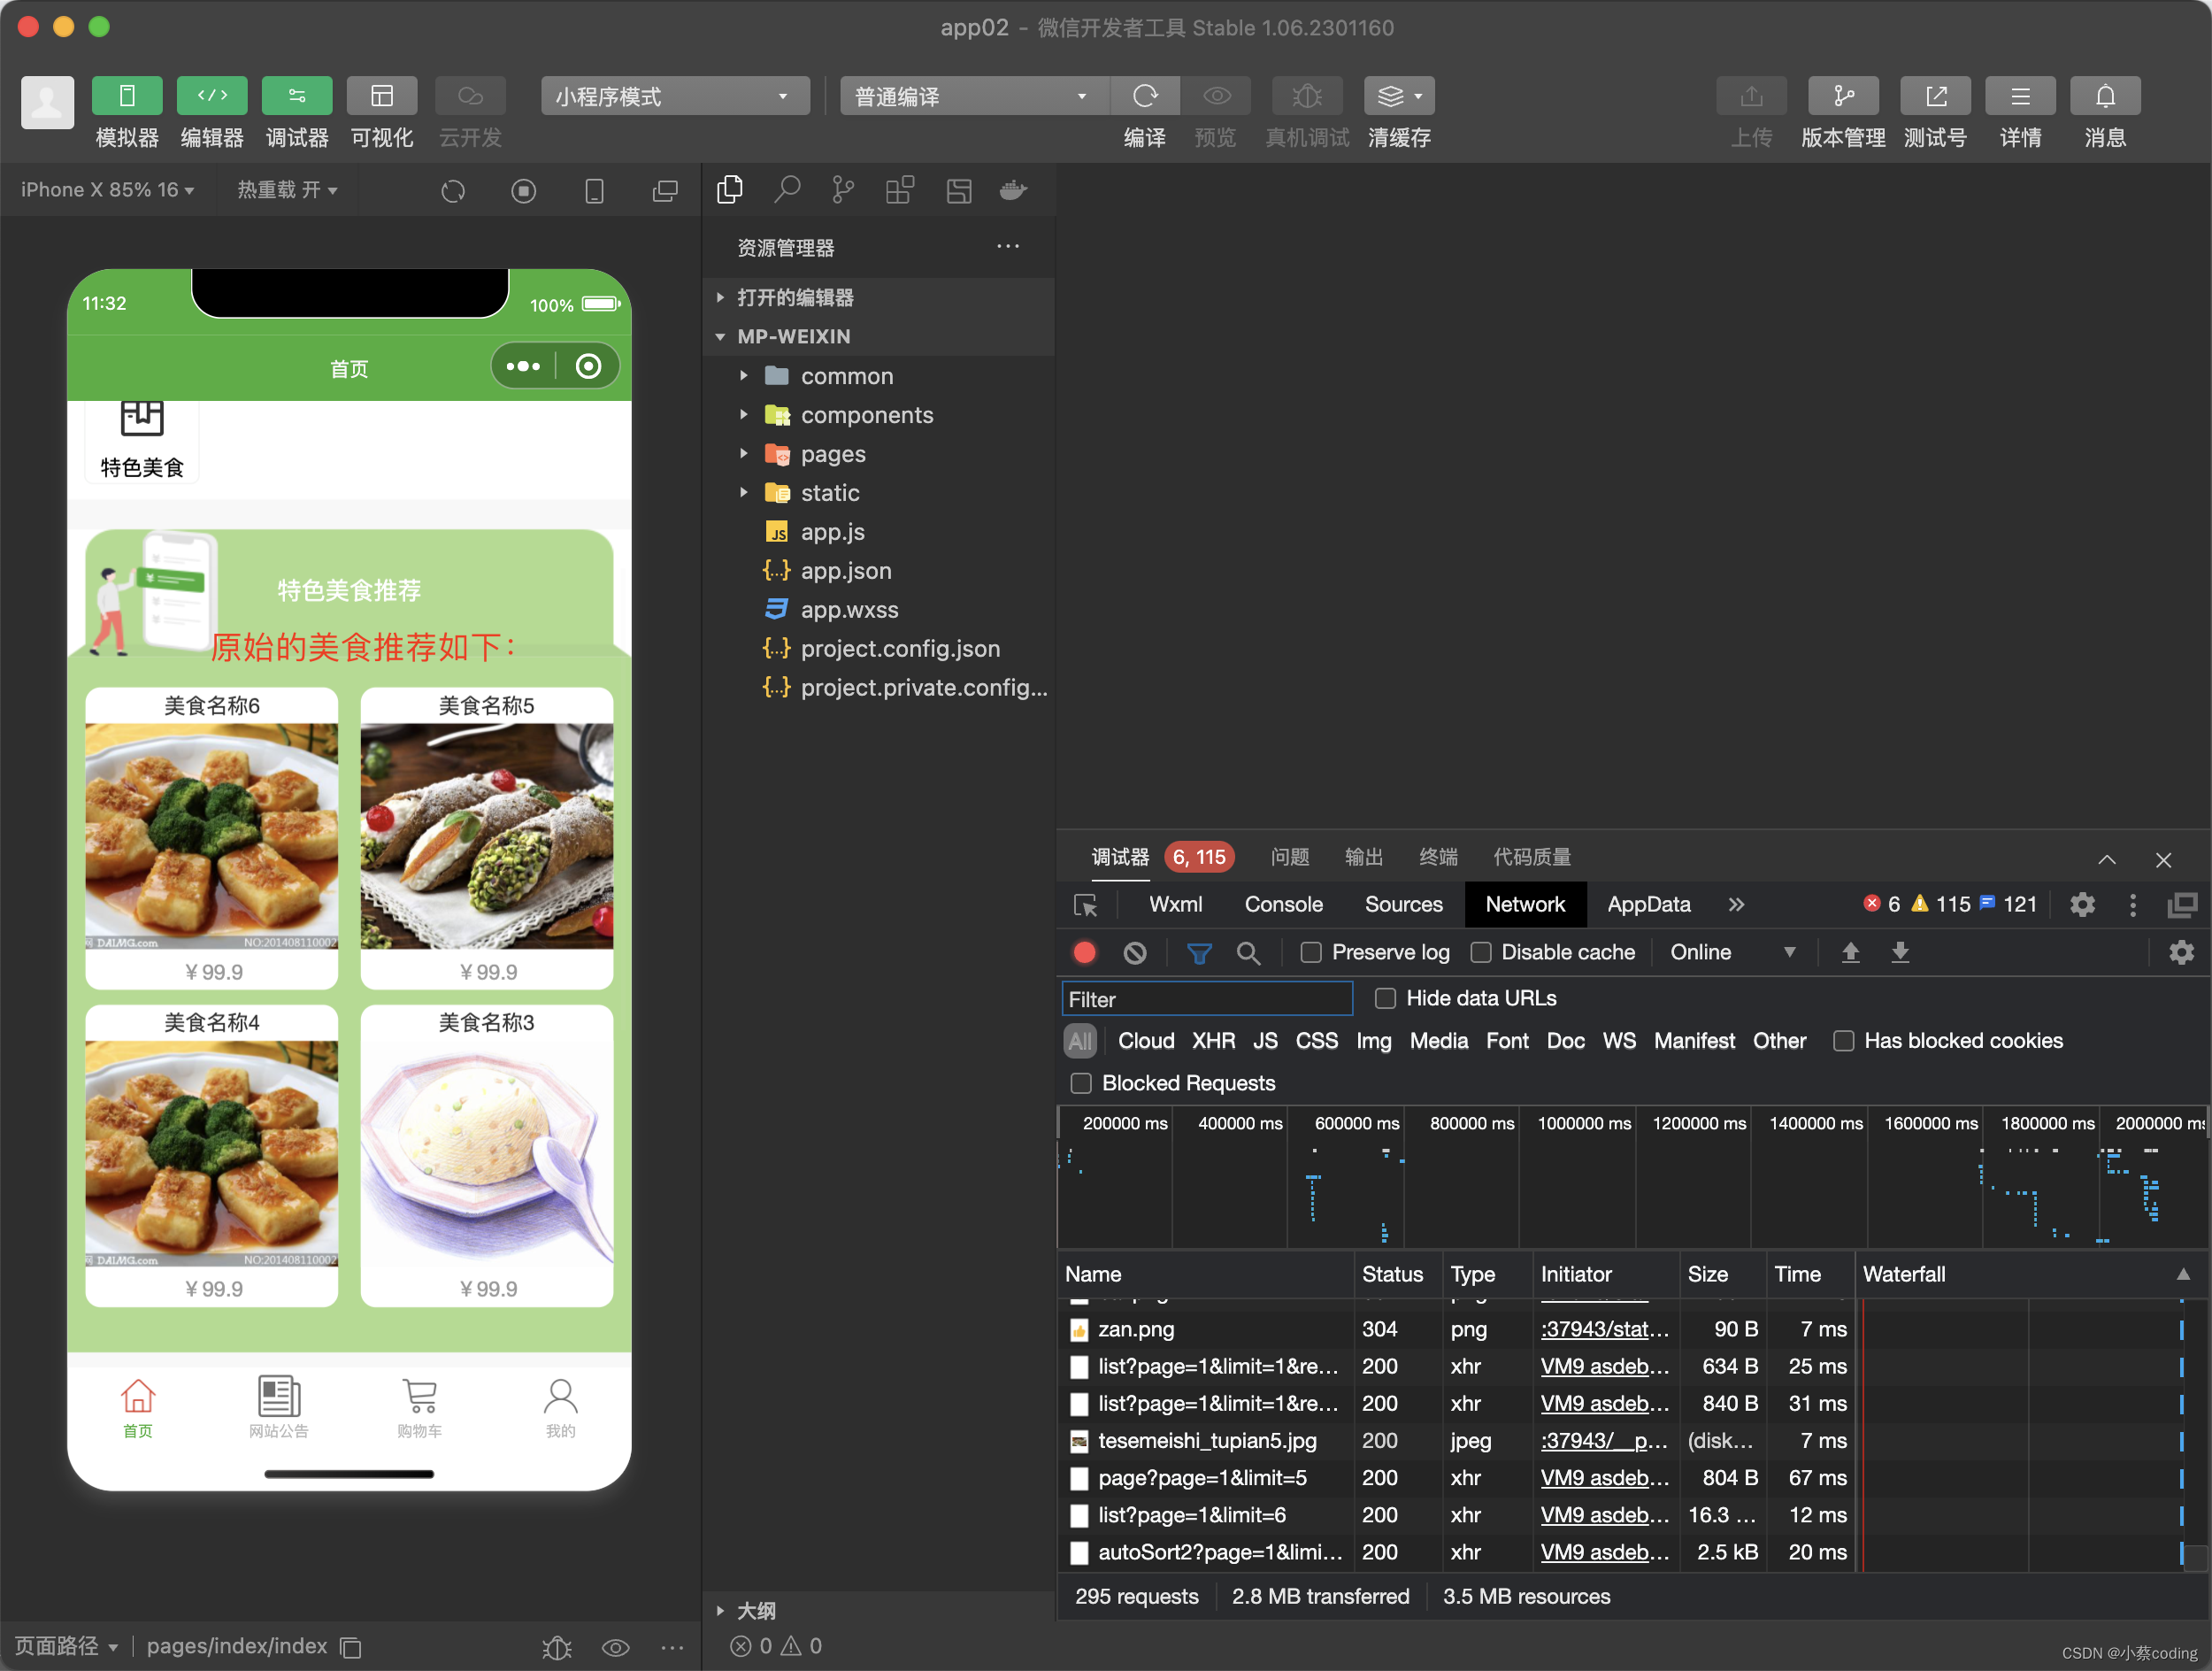 app02 - 微信开发者工具 Stable 1.06.2301160
小程序模式 普通编译
模拟器 编辑器 调试器 可视化 云开发 编译 预览 真机调试 清缓存 上传 版本管理 测试号 详情 消息
iPhone X 85% 16 热重载 开
资源管理器
打开的编辑器
MP-WEIXIN
common
components
pages
static
app.js
app.json
app.wxss
project.config.json
project.private.config...
大纲
0 0
11:32 100%
首页
特色美食
特色美食推荐
原始的美食推荐如下：
美食名称6 美食名称5
DAIMG.com NO:201408110002
￥99.9 ￥99.9
美食名称4 美食名称3
DAIMG.com NO:201408110002
￥99.9 ￥99.9
首页 网站公告 购物车 我的
页面路径 pages/index/index
调试器 6, 115 问题 输出 终端 代码质量
Wxml Console Sources Network AppData 6 115 121
Preserve log Disable cache Online
Filter Hide data URLs
All Cloud XHR JS CSS Img Media Font Doc WS Manifest Other Has blocked cookies
Blocked Requests
200000 ms 400000 ms 600000 ms 800000 ms 1000000 ms 1200000 ms 1400000 ms 1600000 ms 1800000 ms 2000000 ms
Name Status Type Initiator Size Time Waterfall
zan.png 304 png :37943/stat... 90 B 7 ms
list?page=1&limit=1&re... 200 xhr VM9 asdeb... 634 B 25 ms
list?page=1&limit=1&re... 200 xhr VM9 asdeb... 840 B 31 ms
tesemeishi_tupian5.jpg 200 jpeg :37943/__p... (disk... 7 ms
page?page=1&limit=5 200 xhr VM9 asdeb... 804 B 67 ms
list?page=1&limit=6 200 xhr VM9 asdeb... 16.3 ... 12 ms
autoSort2?page=1&limi... 200 xhr VM9 asdeb... 2.5 kB 20 ms
295 requests 2.8 MB transferred 3.5 MB resources
CSDN @小蔡coding